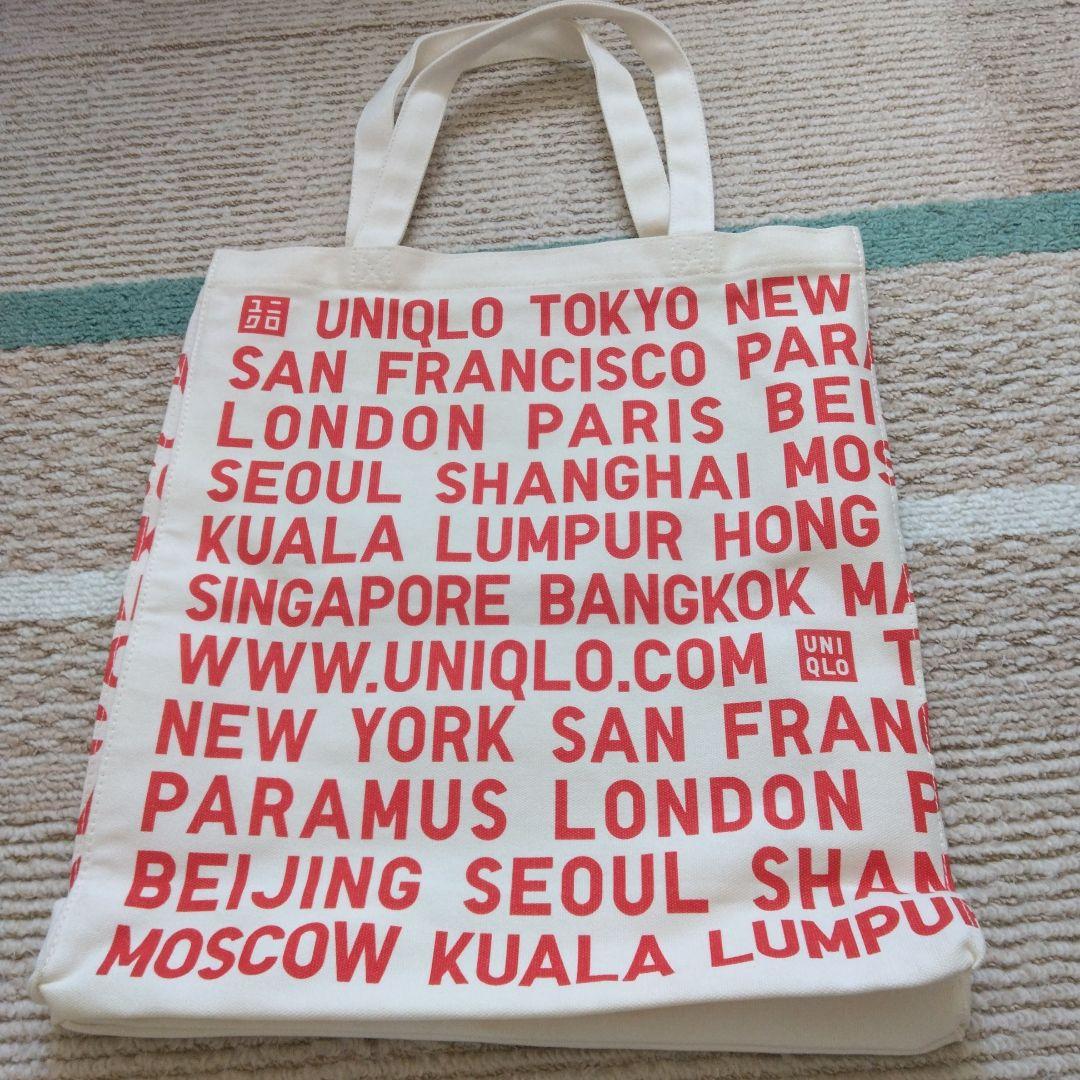 ユニクロ UNIQLO TOKYO NEW
SAN FRANCISCO PARA
LONDON PARIS BEI
SEOUL SHANGHAI MOS
KUALA LUMPUR HONG
SINGAPORE BANGKOK MA
WWW.UNIQLO.COM UNIQLO T
NEW YORK SAN FRANC
PARAMUS LONDON P
BEIJING SEOUL SHAN
MOSCOW KUALA LUMPUR